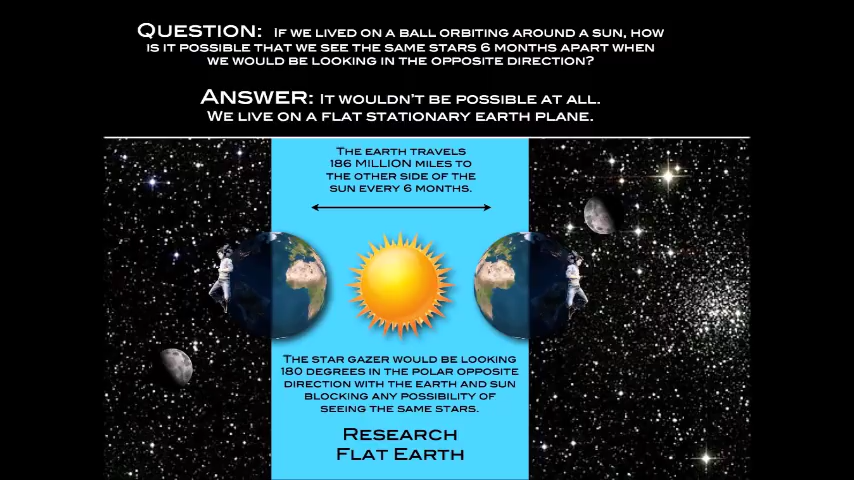 QUESTION: IF WE LIVED ON A BALL ORBITING AROUND A SUN, HOW
IS IT POSSIBLE THAT WE SEE THE SAME STARS 6 MONTHS APART WHEN
WE WOULD BE LOOKING IN THE OPPOSITE DIRECTION?
ANSWER: IT WOULDN'T BE POSSIBLE AT ALL.
WE LIVE ON A FLAT STATIONARY EARTH PLANE.
THE EARTH TRAVELS
186 MILLION MILES TO
THE OTHER SIDE OF THE
SUN EVERY 6 MONTHS.
THE STAR GAZER WOULD BE LOOKING
180 DEGREES IN THE POLAR OPPOSITE
DIRECTION WITH THE EARTH AND SUN
BLOCKING ANY POSSIBILITY OF
SEEING THE SAME STARS.
RESEARCH
FLAT EARTH